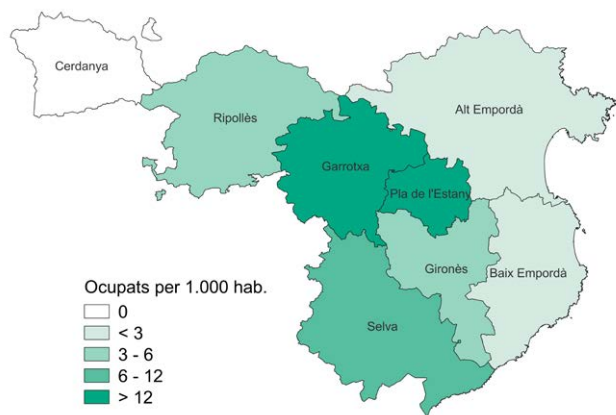 Cerdanya
Ripollès
Alt Empordà
Garrotxa
Pla de l'Estany
Gironès
Baix Empordà
Selva
Ocupats per 1.000 hab.
0
< 3
3 - 6
6 - 12
> 12